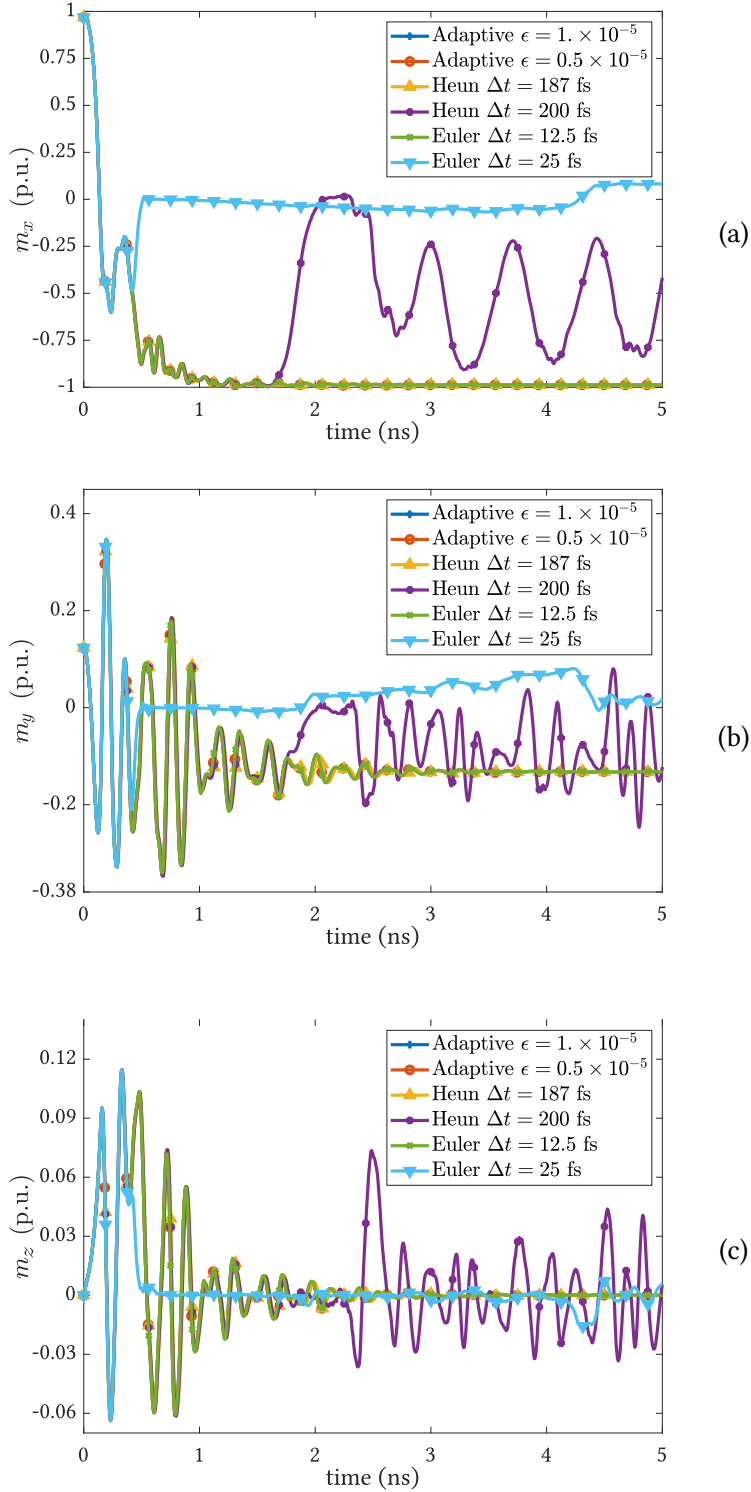 1
0.75
0.5
0.25
0
-0.25
-0.5
-0.75
-1
m_x (p.u.)
Adaptive ϵ = 1. × 10⁻⁵
Adaptive ϵ = 0.5 × 10⁻⁵
Heun Δt = 187 fs
Heun Δt = 200 fs
Euler Δt = 12.5 fs
Euler Δt = 25 fs
(a)
0 1 2 3 4 5
time (ns)
0.4
0.2
0
-0.2
-0.38
m_y (p.u.)
Adaptive ϵ = 1. × 10⁻⁵
Adaptive ϵ = 0.5 × 10⁻⁵
Heun Δt = 187 fs
Heun Δt = 200 fs
Euler Δt = 12.5 fs
Euler Δt = 25 fs
(b)
0 1 2 3 4 5
time (ns)
0.12
0.09
0.06
0.03
0
-0.03
-0.06
m_z (p.u.)
Adaptive ϵ = 1. × 10⁻⁵
Adaptive ϵ = 0.5 × 10⁻⁵
Heun Δt = 187 fs
Heun Δt = 200 fs
Euler Δt = 12.5 fs
Euler Δt = 25 fs
(c)
0 1 2 3 4 5
time (ns)